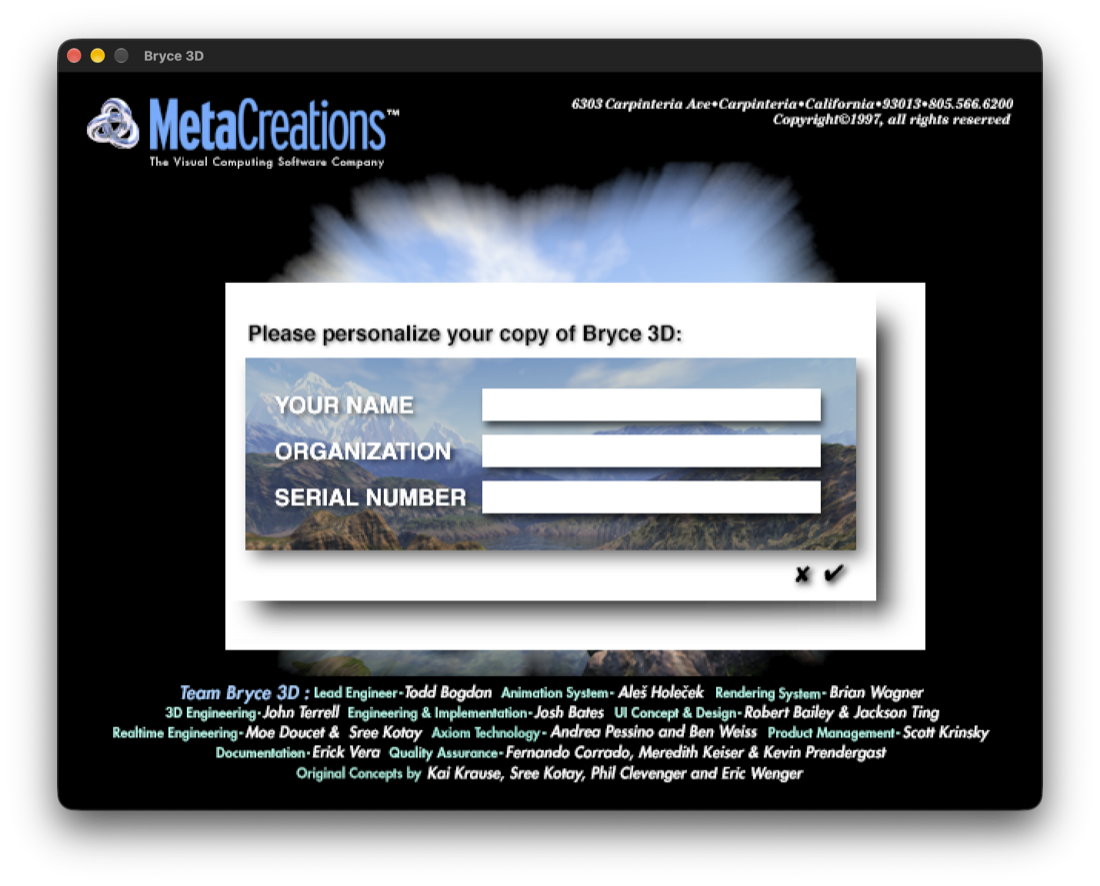 Bryce 3D
MetaCreations™
The Visual Computing Software Company
6303 Carpinteria Ave•Carpinteria•California•93013•805.566.6200
Copyright©1997, all rights reserved
Please personalize your copy of Bryce 3D:
YOUR NAME
ORGANIZATION
SERIAL NUMBER
✘ ✔
Team Bryce 3D : Lead Engineer-Todd Bogdan Animation System- Aleš Holeček Rendering System- Brian Wagner
3D Engineering-John Terrell Engineering & Implementation-Josh Bates UI Concept & Design-Robert Bailey & Jackson Ting
Realtime Engineering-Moe Doucet & Sree Kotay Axiom Technology- Andrea Pessino and Ben Weiss Product Management-Scott Krinsky
Documentation-Erick Vera Quality Assurance-Fernando Corrado, Meredith Keiser & Kevin Prendergast
Original Concepts by Kai Krause, Sree Kotay, Phil Clevenger and Eric Wenger